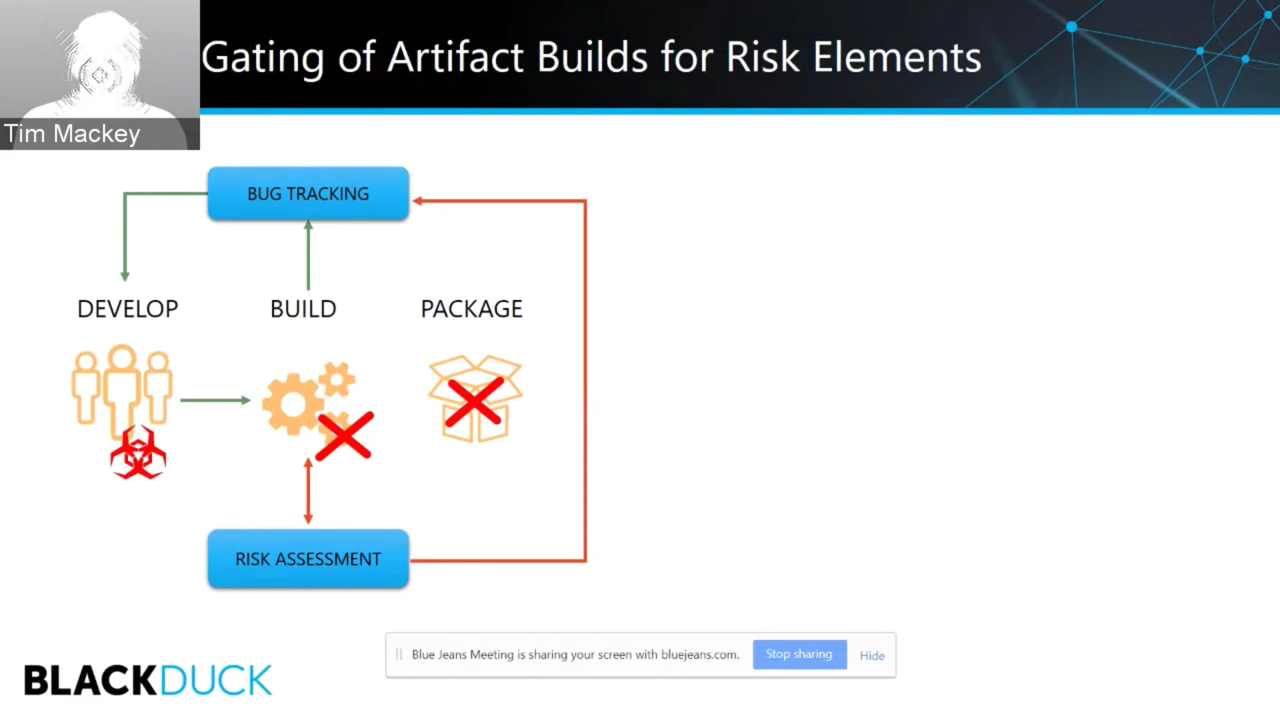 Gating of Artifact Builds for Risk Elements
Tim Mackey
BUG TRACKING
DEVELOP
BUILD
PACKAGE
RISK ASSESSMENT
Blue Jeans Meeting is sharing your screen with bluejeans.com.
Stop sharing
Hide
BLACKDUCK